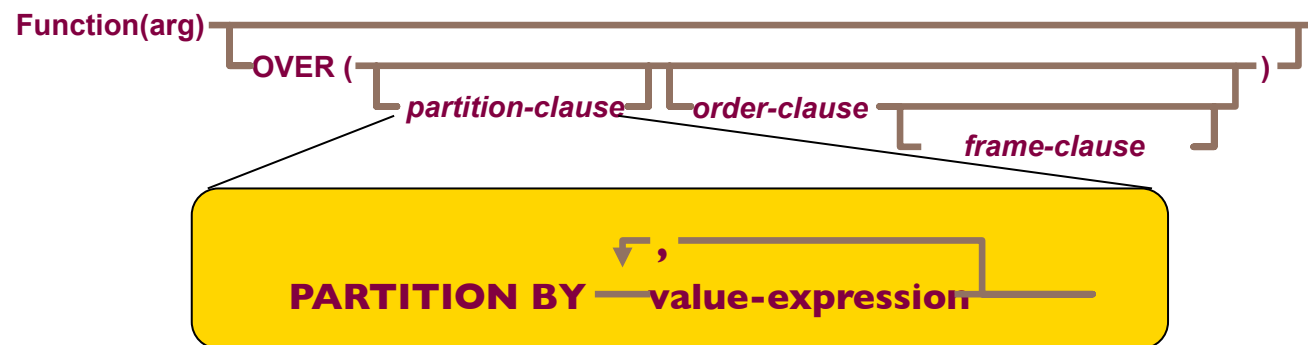 Function(arg)
OVER ( )
partition-clause order-clause
frame-clause
,
PARTITION BY value-expression